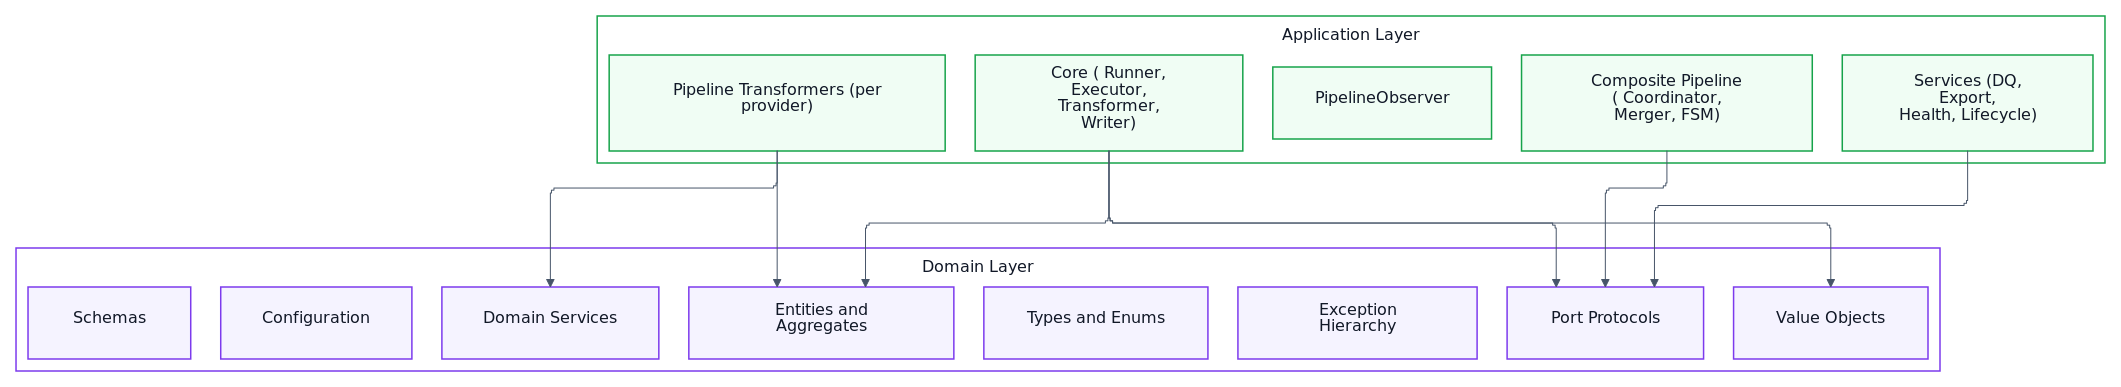 Application Layer
Pipeline Transformers (per
provider)
Core ( Runner,
Executor,
Transformer,
Writer)
PipelineObserver
Composite Pipeline
( Coordinator,
Merger, FSM)
Services (DQ,
Export,
Health, Lifecycle)
Domain Layer
Schemas
Configuration
Domain Services
Entities and
Aggregates
Types and Enums
Exception
Hierarchy
Port Protocols
Value Objects